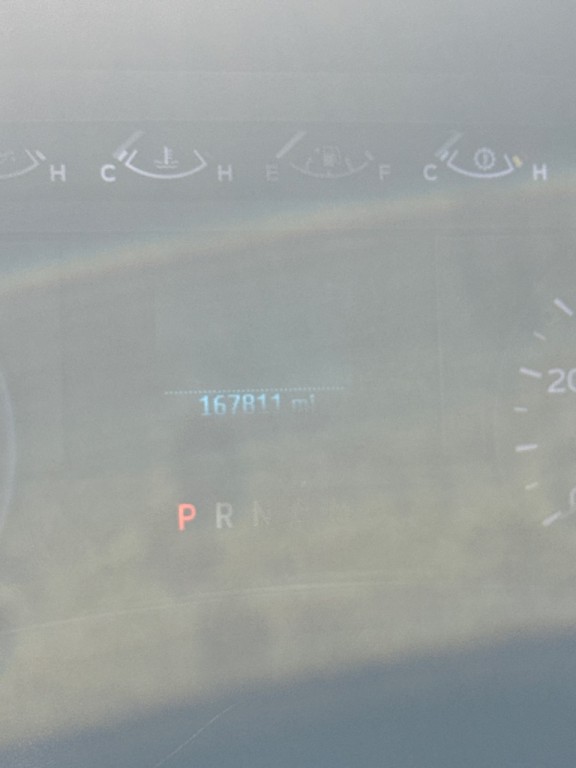 H C H E F C H
20
167811 mi
P R N